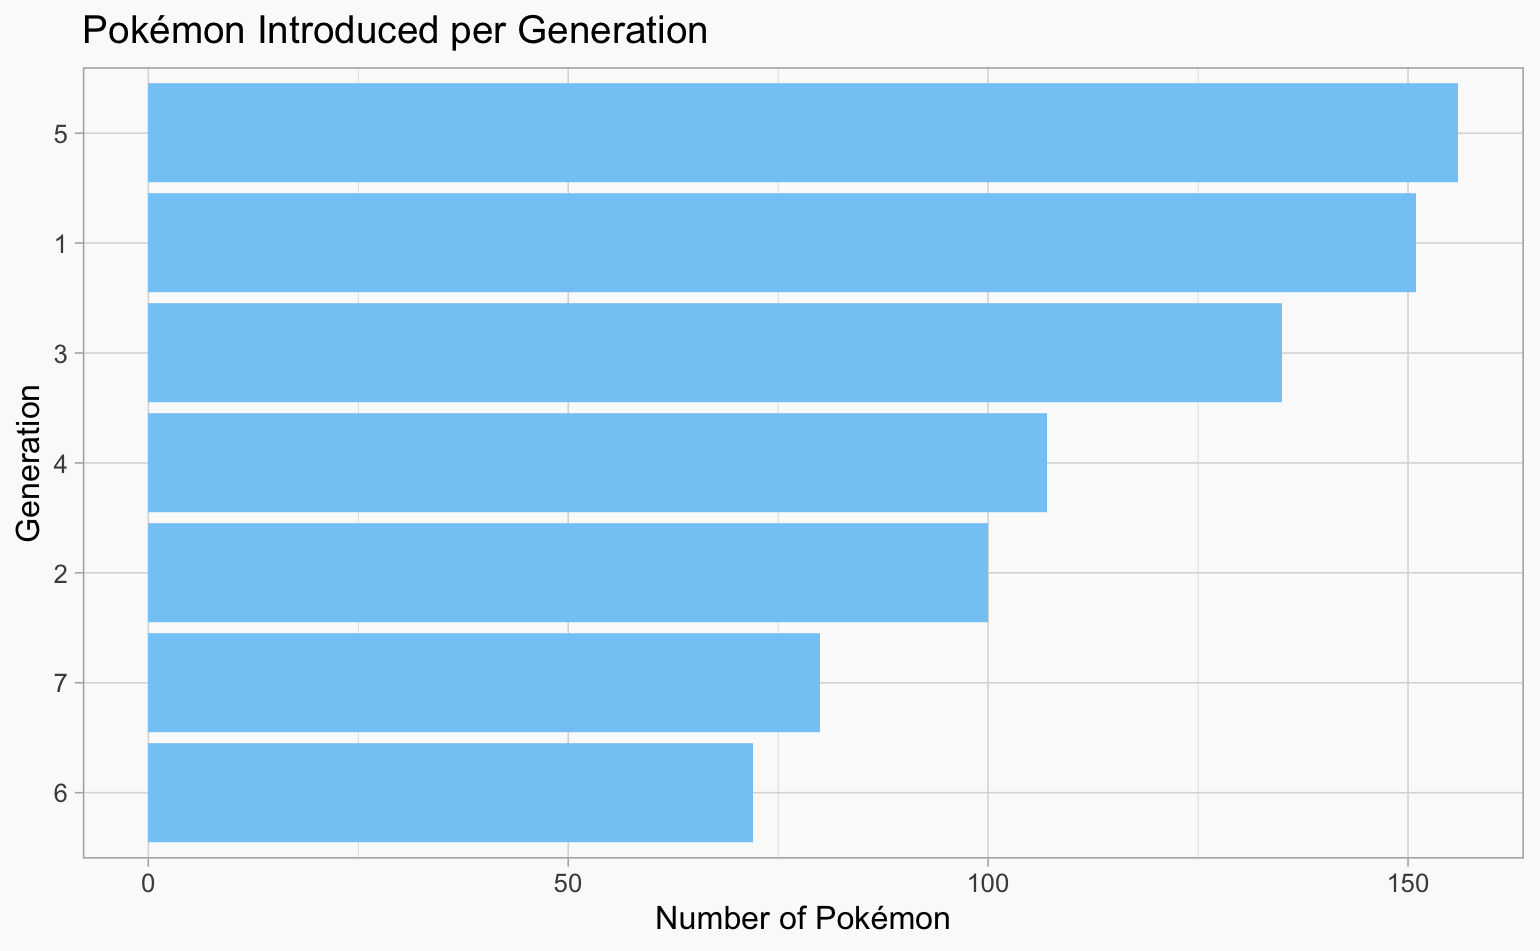 Pokémon Introduced per Generation
Generation
5
1
3
4
2
7
6
0 50 100 150
Number of Pokémon